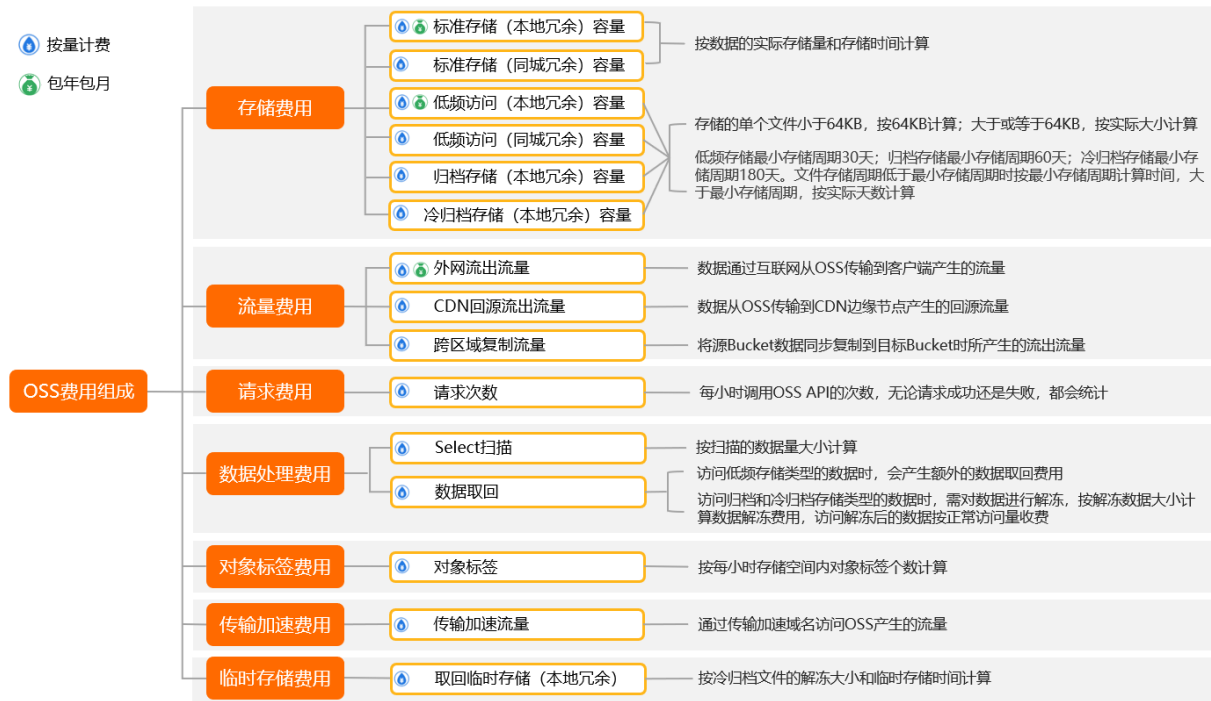 按量计费
包年包月
OSS费用组成
存储费用
标准存储（本地冗余）容量
标准存储（同城冗余）容量
按数据的实际存储量和存储时间计算
低频访问（本地冗余）容量
低频访问（同城冗余）容量
归档存储（本地冗余）容量
冷归档存储（本地冗余）容量
存储的单个文件小于64KB，按64KB计算；大于或等于64KB，按实际大小计算
低频存储最小存储周期30天；归档存储最小存储周期60天；冷归档存储最小存
储周期180天。文件存储周期低于最小存储周期时按最小存储周期计算时间，大
于最小存储周期，按实际天数计算
流量费用
外网流出流量
数据通过互联网从OSS传输到客户端产生的流量
CDN回源流出流量
数据从OSS传输到CDN边缘节点产生的回源流量
跨区域复制流量
将源Bucket数据同步复制到目标Bucket时所产生的流出流量
请求费用
请求次数
每小时调用OSS API的次数，无论请求成功还是失败，都会统计
数据处理费用
Select扫描
按扫描的数据量大小计算
数据取回
访问低频存储类型的数据时，会产生额外的数据取回费用
访问归档和冷归档存储类型的数据时，需对数据进行解冻，按解冻数据大小计
算数据解冻费用，访问解冻后的数据按正常访问量收费
对象标签费用
对象标签
按每小时存储空间内对象标签个数计算
传输加速费用
传输加速流量
通过传输加速域名访问OSS产生的流量
临时存储费用
取回临时存储（本地冗余）
按冷归档文件的解冻大小和临时存储时间计算